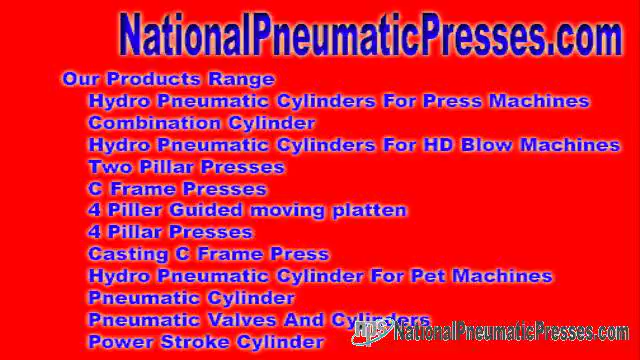 NationalPneumaticPresses.com
Our Products Range
Hydro Pneumatic Cylinders For Press Machines
Combination Cylinder
Hydro Pneumatic Cylinders For HD Blow Machines
Two Pillar Presses
C Frame Presses
4 Piller Guided moving platten
4 Pillar Presses
Casting C Frame Press
Hydro Pneumatic Cylinder For Pet Machines
Pneumatic Cylinder
Pneumatic Valves And Cylinders
NationalPneumaticPresses.com
Power Stroke Cylinder